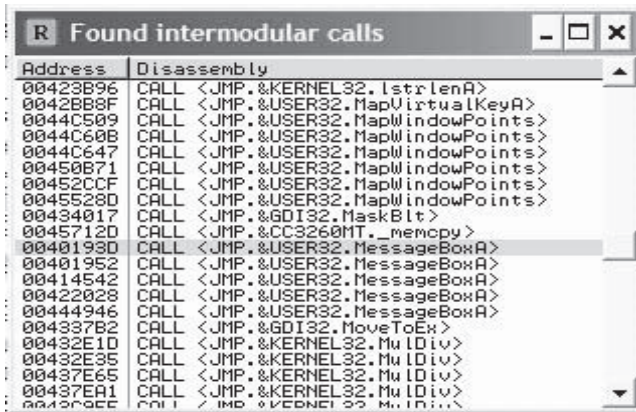 R Found intermodular calls
Address Disassembly
00423B96 CALL <JMP.&KERNEL32.lstrlenA>
0042BB8F CALL <JMP.&USER32.MapVirtualKeyA>
0044C509 CALL <JMP.&USER32.MapWindowPoints>
0044C60B CALL <JMP.&USER32.MapWindowPoints>
0044C647 CALL <JMP.&USER32.MapWindowPoints>
00450B71 CALL <JMP.&USER32.MapWindowPoints>
00452CCF CALL <JMP.&USER32.MapWindowPoints>
0045528D CALL <JMP.&USER32.MapWindowPoints>
00434017 CALL <JMP.&GDI32.MaskBlt>
0045712D CALL <JMP.&CC3260MT._memcpy>
0040193D CALL <JMP.&USER32.MessageBoxA>
00401952 CALL <JMP.&USER32.MessageBoxA>
00414542 CALL <JMP.&USER32.MessageBoxA>
00422028 CALL <JMP.&USER32.MessageBoxA>
00444946 CALL <JMP.&USER32.MessageBoxA>
004337B2 CALL <JMP.&GDI32.MoveToEx>
00432E1D CALL <JMP.&KERNEL32.MulDiv>
00432E35 CALL <JMP.&KERNEL32.MulDiv>
00437E65 CALL <JMP.&KERNEL32.MulDiv>
00437EA1 CALL <JMP.&KERNEL32.MulDiv>
CALL <JMP.&KERNEL32.MulDiv>